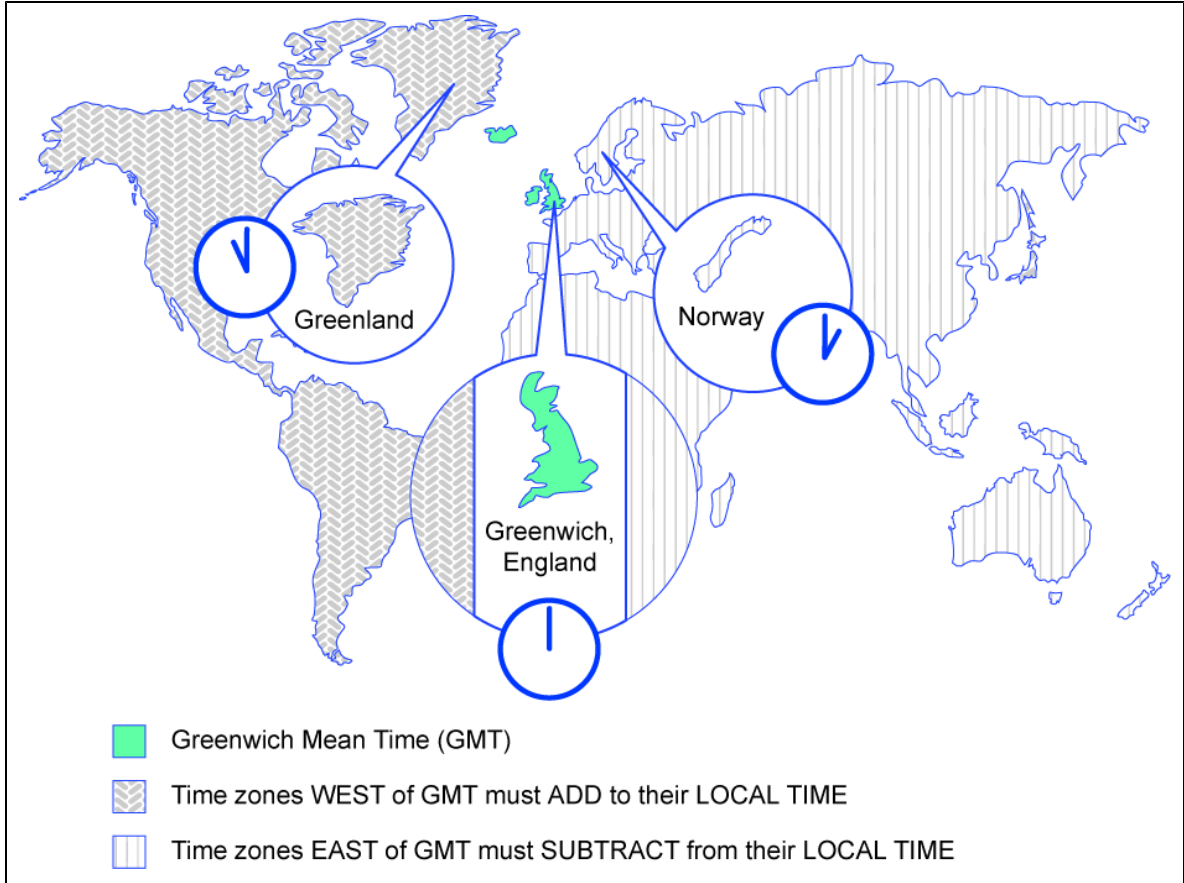 Greenland
Norway
Greenwich,
England
Greenwich Mean Time (GMT)
Time zones WEST of GMT must ADD to their LOCAL TIME
Time zones EAST of GMT must SUBTRACT from their LOCAL TIME